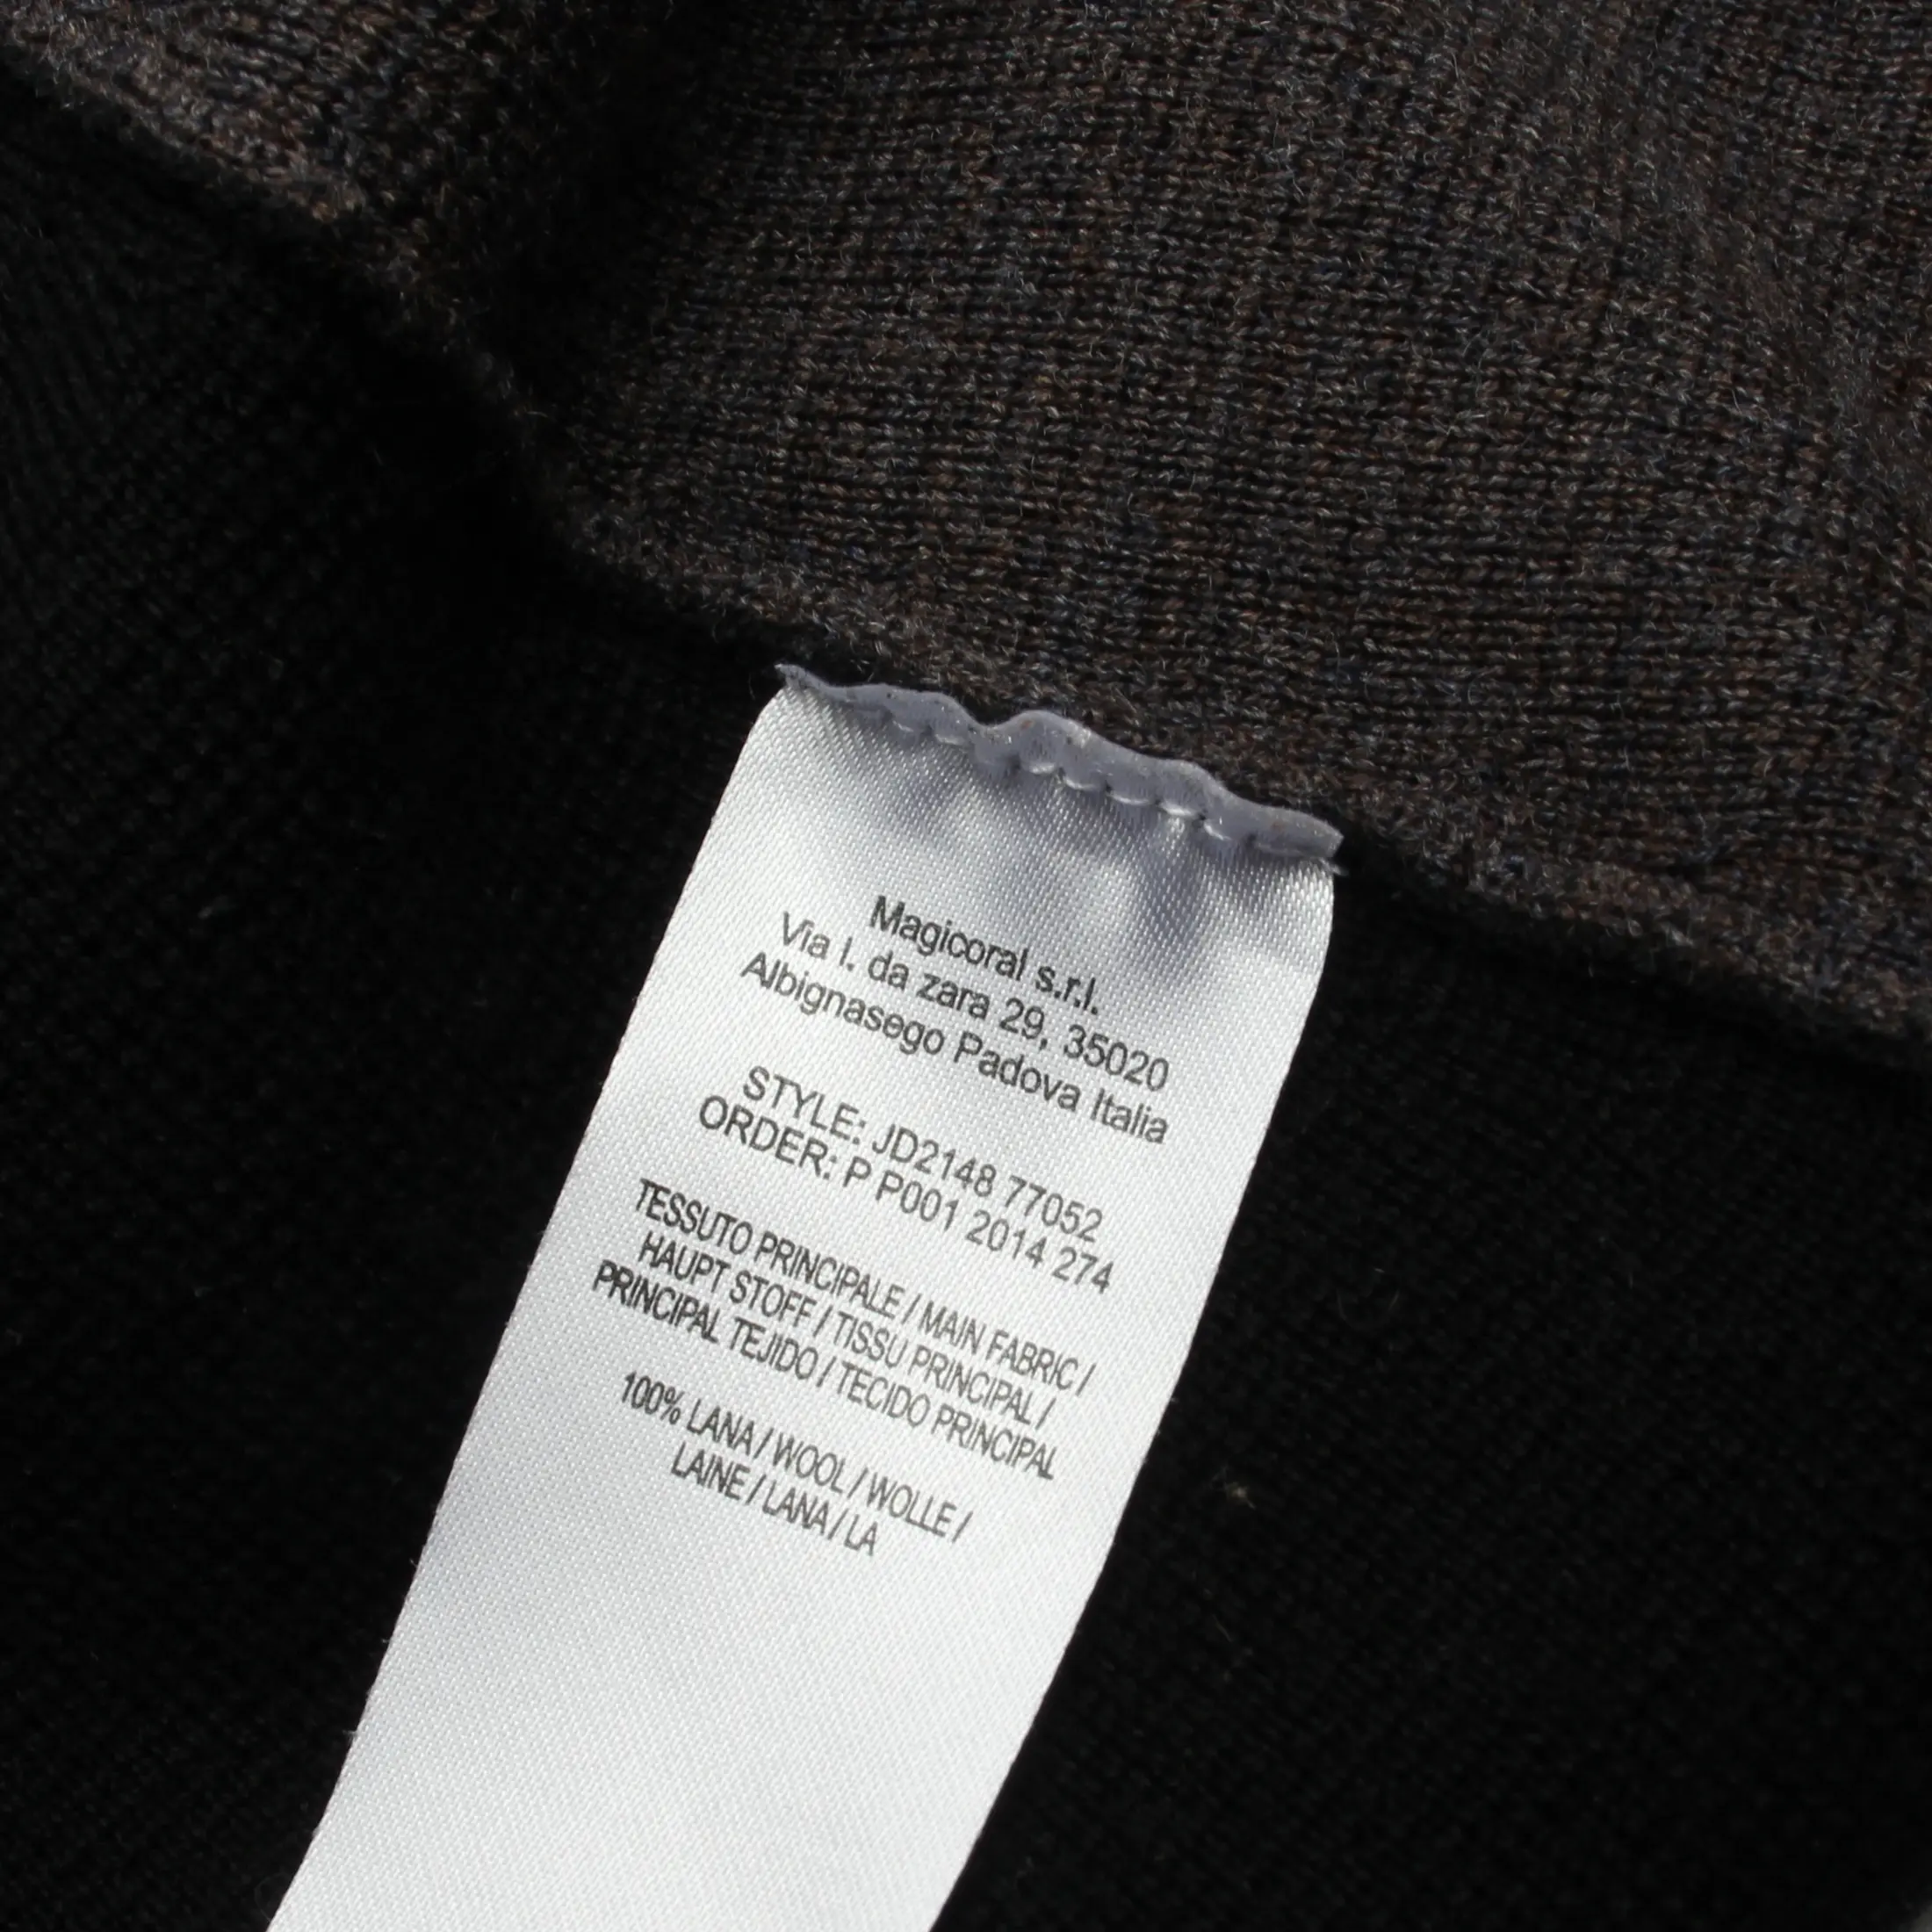 Magicoral s.r.l.
Via I. da zara 29, 35020
Albignasego Padova Italia
STYLE: JD2148 77052
ORDER: P P001 2014 274
TESSUTO PRINCIPALE / MAIN FABRIC /
HAUPT STOFF / TISSU PRINCIPAL /
PRINCIPAL TEJIDO / TECIDO PRINCIPAL
100% LANA / WOOL / WOLLE /
LAINE / LANA / LA